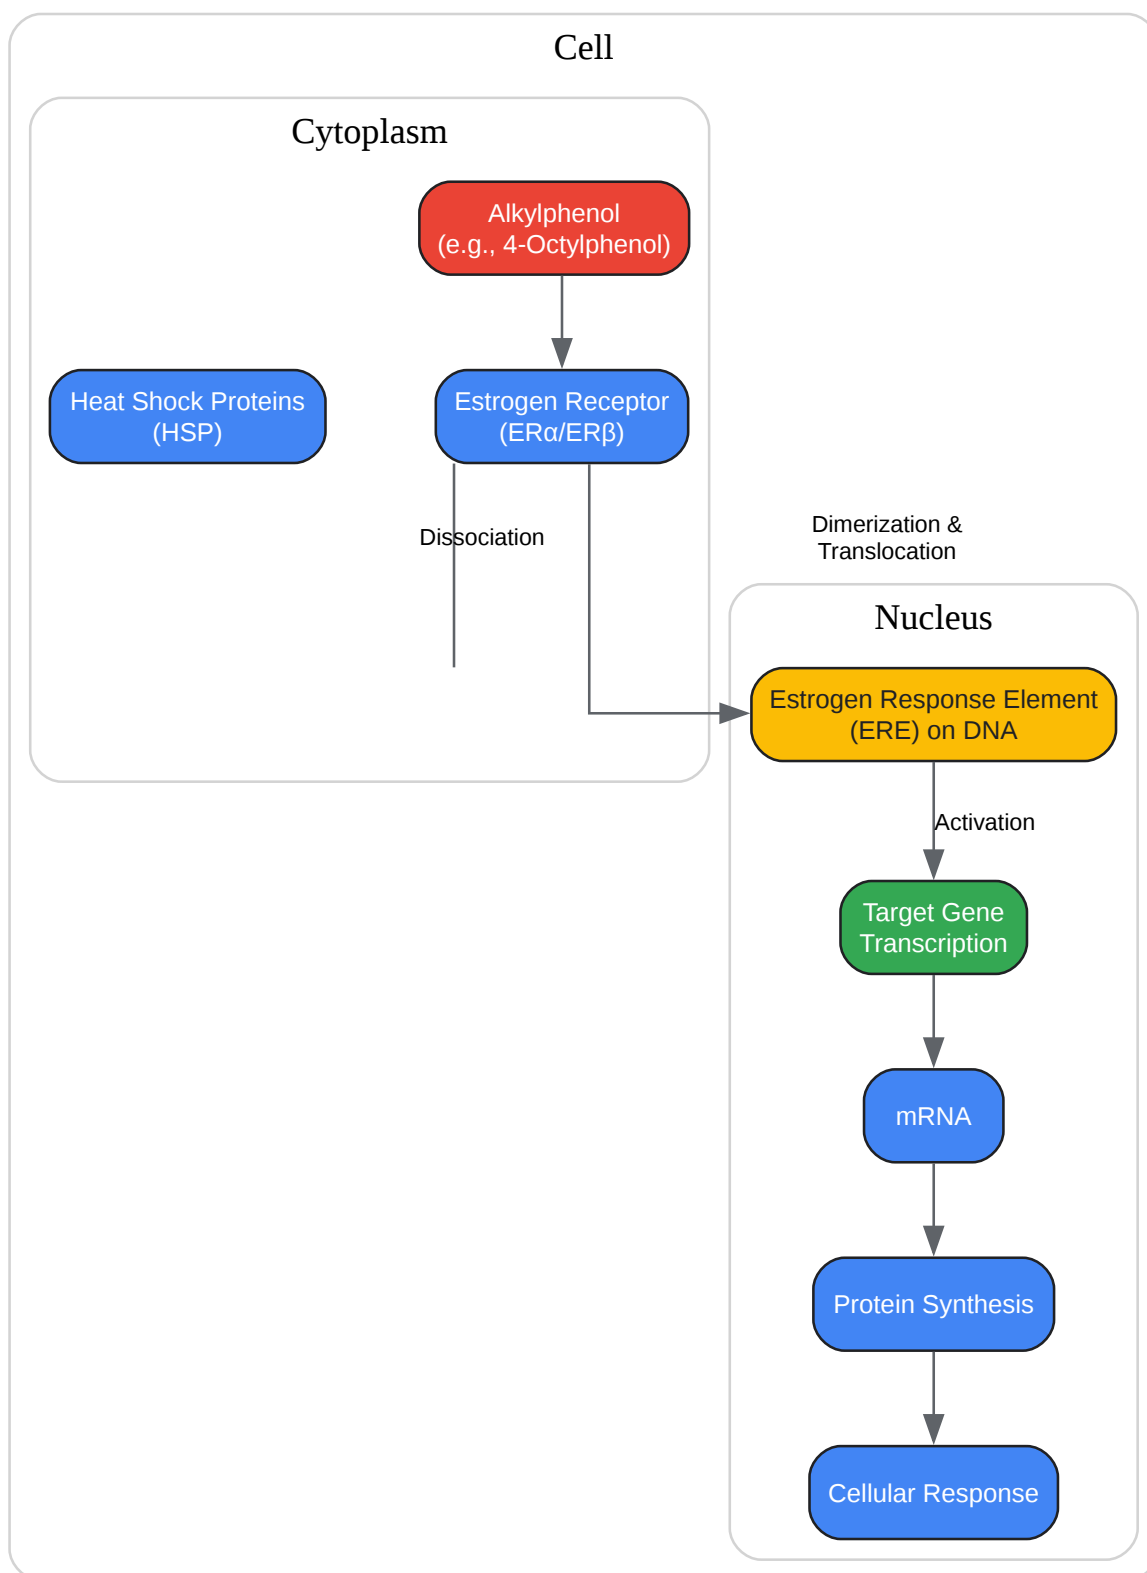 Cell
Cytoplasm
Alkylphenol
(e.g., 4-Octylphenol)
Heat Shock Proteins
(HSP)
Estrogen Receptor
(ERα/ERβ)
Dissociation
Dimerization &
Translocation
Nucleus
Estrogen Response Element
(ERE) on DNA
Activation
Target Gene
Transcription
mRNA
Protein Synthesis
Cellular Response